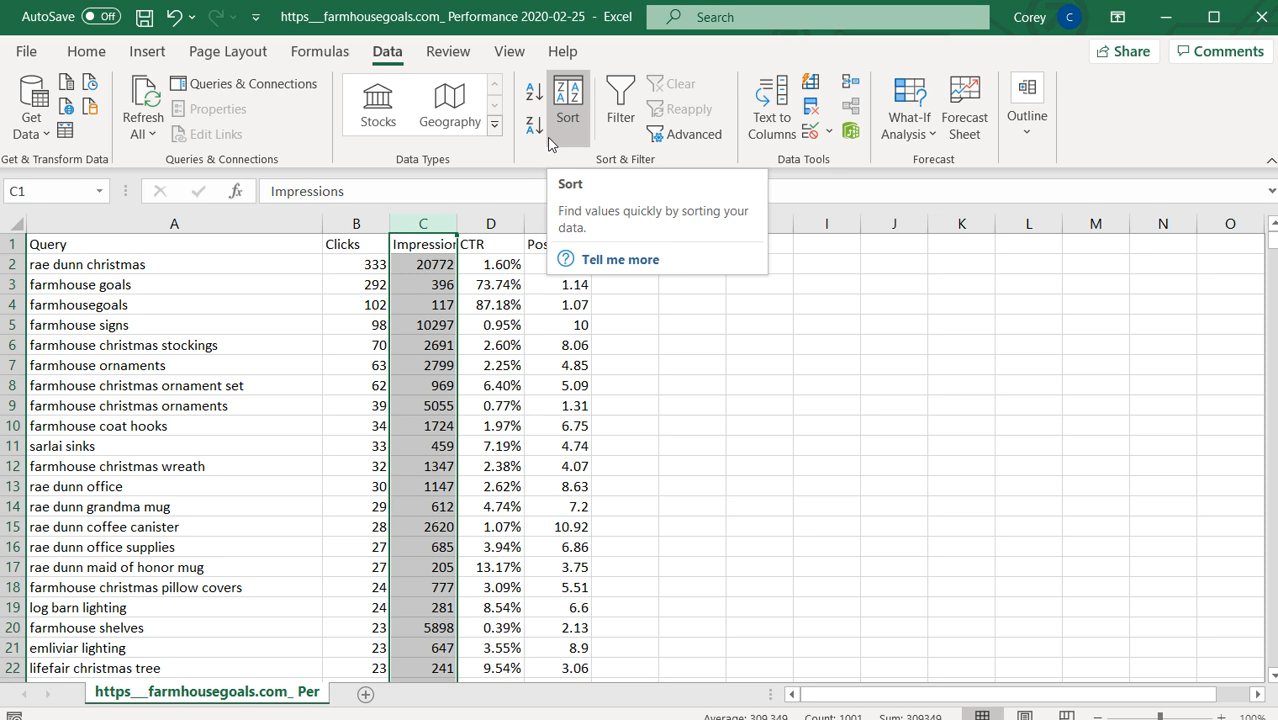 AutoSave Off https___farmhousegoals.com_ Performance 2020-02-25 - Excel Search Corey C
File Home Insert Page Layout Formulas Data Review View Help Share Comments
Get Data
Get & Transform Data
Refresh All
Queries & Connections
Properties
Edit Links
Queries & Connections
Stocks Geography
Data Types
Sort
Filter
Clear
Reapply
Advanced
Sort & Filter
Text to Columns
Data Tools
What-If Analysis
Forecast Sheet
Forecast
Outline
C1 fx Impressions
Sort
Find values quickly by sorting your
data.
Tell me more
A B C D I J K L M N O
1 Query Clicks Impression CTR Pos
2 rae dunn christmas 333 20772 1.60%
3 farmhouse goals 292 396 73.74% 1.14
4 farmhousegoals 102 117 87.18% 1.07
5 farmhouse signs 98 10297 0.95% 10
6 farmhouse christmas stockings 70 2691 2.60% 8.06
7 farmhouse ornaments 63 2799 2.25% 4.85
8 farmhouse christmas ornament set 62 969 6.40% 5.09
9 farmhouse christmas ornaments 39 5055 0.77% 1.31
10 farmhouse coat hooks 34 1724 1.97% 6.75
11 sarlai sinks 33 459 7.19% 4.74
12 farmhouse christmas wreath 32 1347 2.38% 4.07
13 rae dunn office 30 1147 2.62% 8.63
14 rae dunn grandma mug 29 612 4.74% 7.2
15 rae dunn coffee canister 28 2620 1.07% 10.92
16 rae dunn office supplies 27 685 3.94% 6.86
17 rae dunn maid of honor mug 27 205 13.17% 3.75
18 farmhouse christmas pillow covers 24 777 3.09% 5.51
19 log barn lighting 24 281 8.54% 6.6
20 farmhouse shelves 23 5898 0.39% 2.13
21 emliviar lighting 23 647 3.55% 8.9
22 lifefair christmas tree 23 241 9.54% 3.06
https___farmhousegoals.com_ Per
Average: 309.349 Count: 1001 Sum: 309349 100%